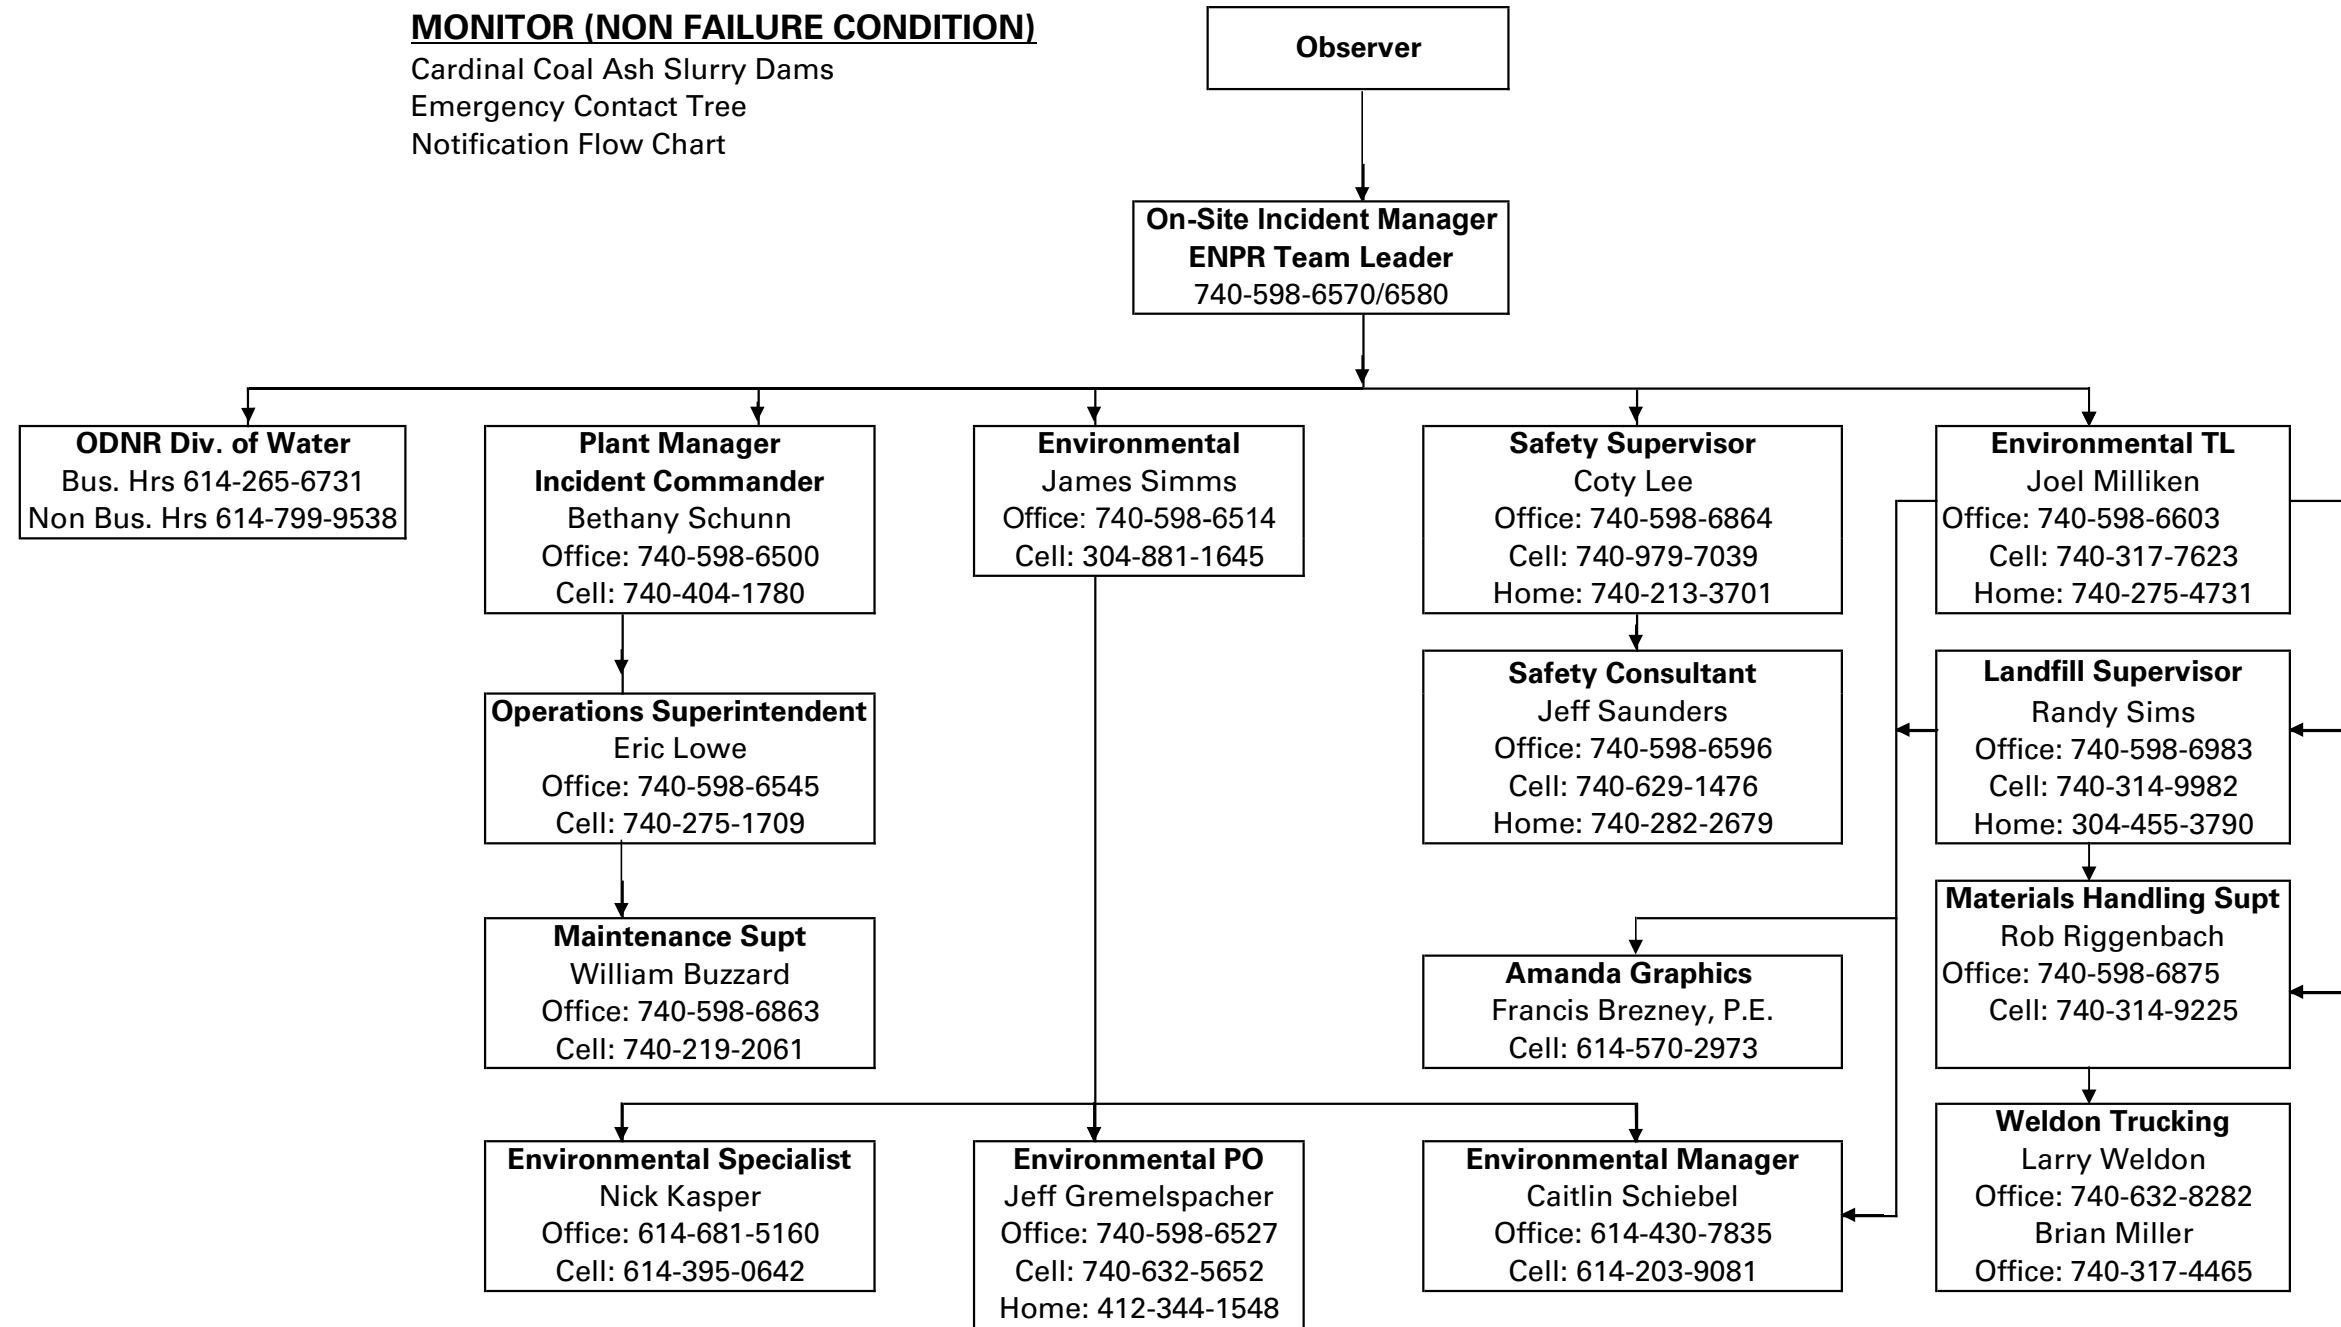 MONITOR (NON FAILURE CONDITION)
Cardinal Coal Ash Slurry Dams
Emergency Contact Tree
Notification Flow Chart
Observer
On-Site Incident Manager
ENPR Team Leader
740-598-6570/6580
ODNR Div. of Water
Bus. Hrs 614-265-6731
Non Bus. Hrs 614-799-9538
Plant Manager
Incident Commander
Bethany Schunn
Office: 740-598-6500
Cell: 740-404-1780
Environmental
James Simms
Office: 740-598-6514
Cell: 304-881-1645
Safety Supervisor
Coty Lee
Office: 740-598-6864
Cell: 740-979-7039
Home: 740-213-3701
Environmental TL
Joel Milliken
Office: 740-598-6603
Cell: 740-317-7623
Home: 740-275-4731
Operations Superintendent
Eric Lowe
Office: 740-598-6545
Cell: 740-275-1709
Safety Consultant
Jeff Saunders
Office: 740-598-6596
Cell: 740-629-1476
Home: 740-282-2679
Landfill Supervisor
Randy Sims
Office: 740-598-6983
Cell: 740-314-9982
Home: 304-455-3790
Maintenance Supt
William Buzzard
Office: 740-598-6863
Cell: 740-219-2061
Amanda Graphics
Francis Brezney, P.E.
Cell: 614-570-2973
Materials Handling Supt
Rob Riggenbach
Office: 740-598-6875
Cell: 740-314-9225
Environmental Specialist
Nick Kasper
Office: 614-681-5160
Cell: 614-395-0642
Environmental PO
Jeff Gremelspacher
Office: 740-598-6527
Cell: 740-632-5652
Home: 412-344-1548
Environmental Manager
Caitlin Schiebel
Office: 614-430-7835
Cell: 614-203-9081
Weldon Trucking
Larry Weldon
Office: 740-632-8282
Brian Miller
Office: 740-317-4465